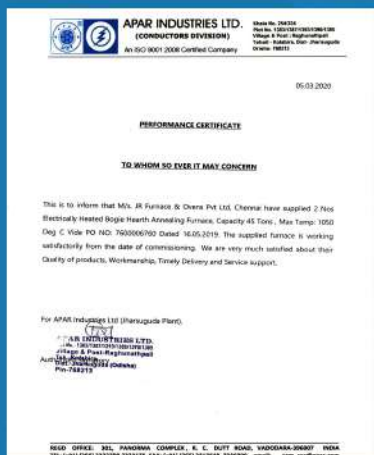 APAR INDUSTRIES LTD.
(CONDUCTORS DIVISION)
An ISO 9001:2008 Certified Company
Village & Post : Raghunathpali
05.03.2020
PERFORMANCE CERTIFICATE
TO WHOM SO EVER IT MAY CONCERN
This is to inform that M/s. JR Furnace & Ovens Pvt Ltd, Chennai have supplied 2 Nos
Electrically Heated Bogie Hearth Annealing Furnace, Capacity 45 Tons , Max Temp: 1050
Deg C Vide PO NO: 7600006760 Dated 16.05.2019. The supplied furnace is working
satisfactorily from the date of commissioning. We are very much satisfied about their
Quality of products, Workmanship, Timely Delivery and Service support.
For APAR Industries Ltd (Jharsuguda Plant).
APAR INDUSTRIES LTD.
Village & Post-Raghunathpali
Dist- Jharsuguda (Odisha)
Pin-768213
REGD OFFICE: 301, PANORMA COMPLEX, R. C. DUTT ROAD, VADODARA-390007 INDIA